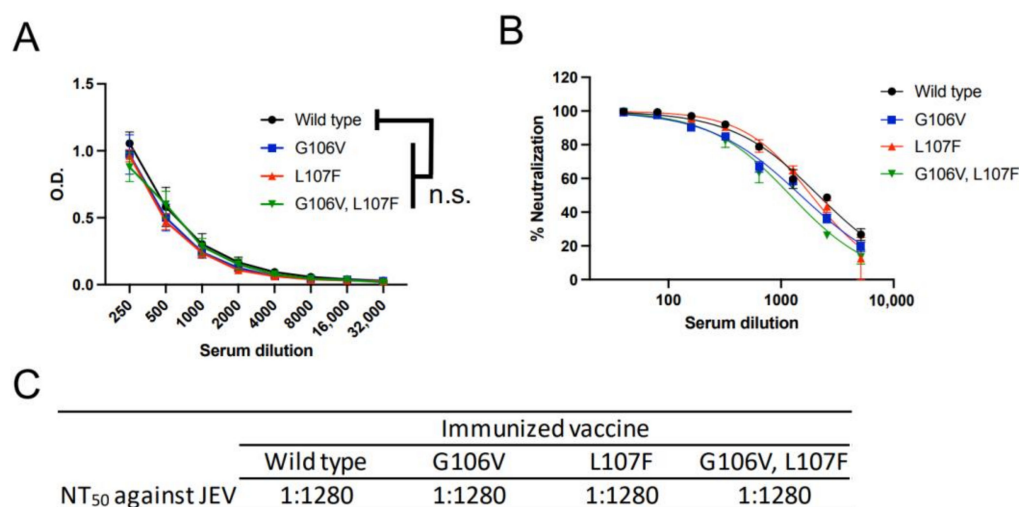 A
1.5
1.0
0.5
0.0
O.D.
250
500
1000
2000
4000
8000
16,000
32,000
Serum dilution
Wild type
G106V
L107F
G106V, L107F
n.s.
B
120
100
80
60
40
20
0
% Neutralization
100
1000
10,000
Serum dilution
Wild type
G106V
L107F
G106V, L107F
C
Immunized vaccine
Wild type G106V L107F G106V, L107F
NT50 against JEV 1:1280 1:1280 1:1280 1:1280